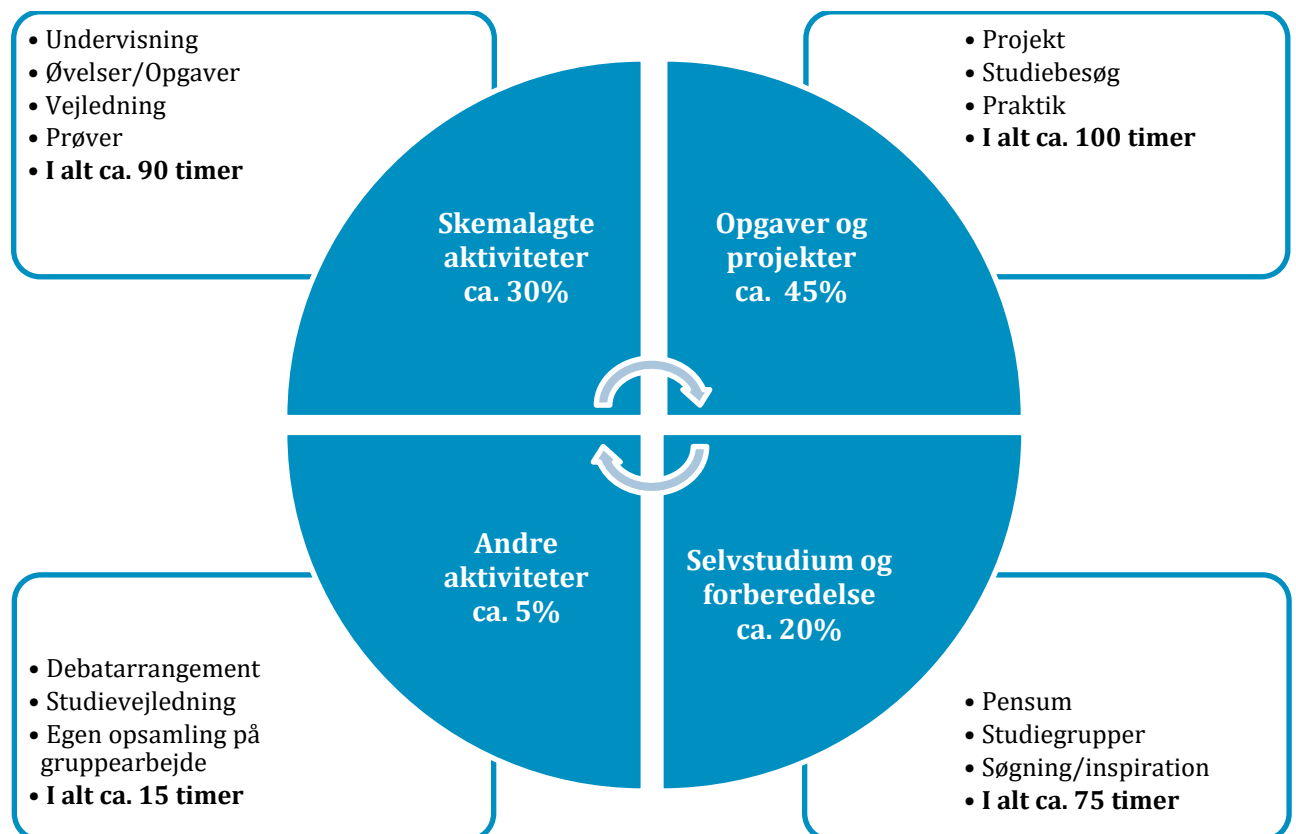 • Undervisning
• Øvelser/Opgaver
• Vejledning
• Prøver
• I alt ca. 90 timer
• Projekt
• Studiebesøg
• Praktik
• I alt ca. 100 timer
Skemalagte
aktiviteter
ca. 30%
Opgaver og
projekter
ca. 45%
Andre
aktiviteter
ca. 5%
Selvstudium og
forberedelse
ca. 20%
• Debatarrangement
• Studievejledning
• Egen opsamling på
gruppearbejde
• I alt ca. 15 timer
• Pensum
• Studiegrupper
• Søgning/inspiration
• I alt ca. 75 timer